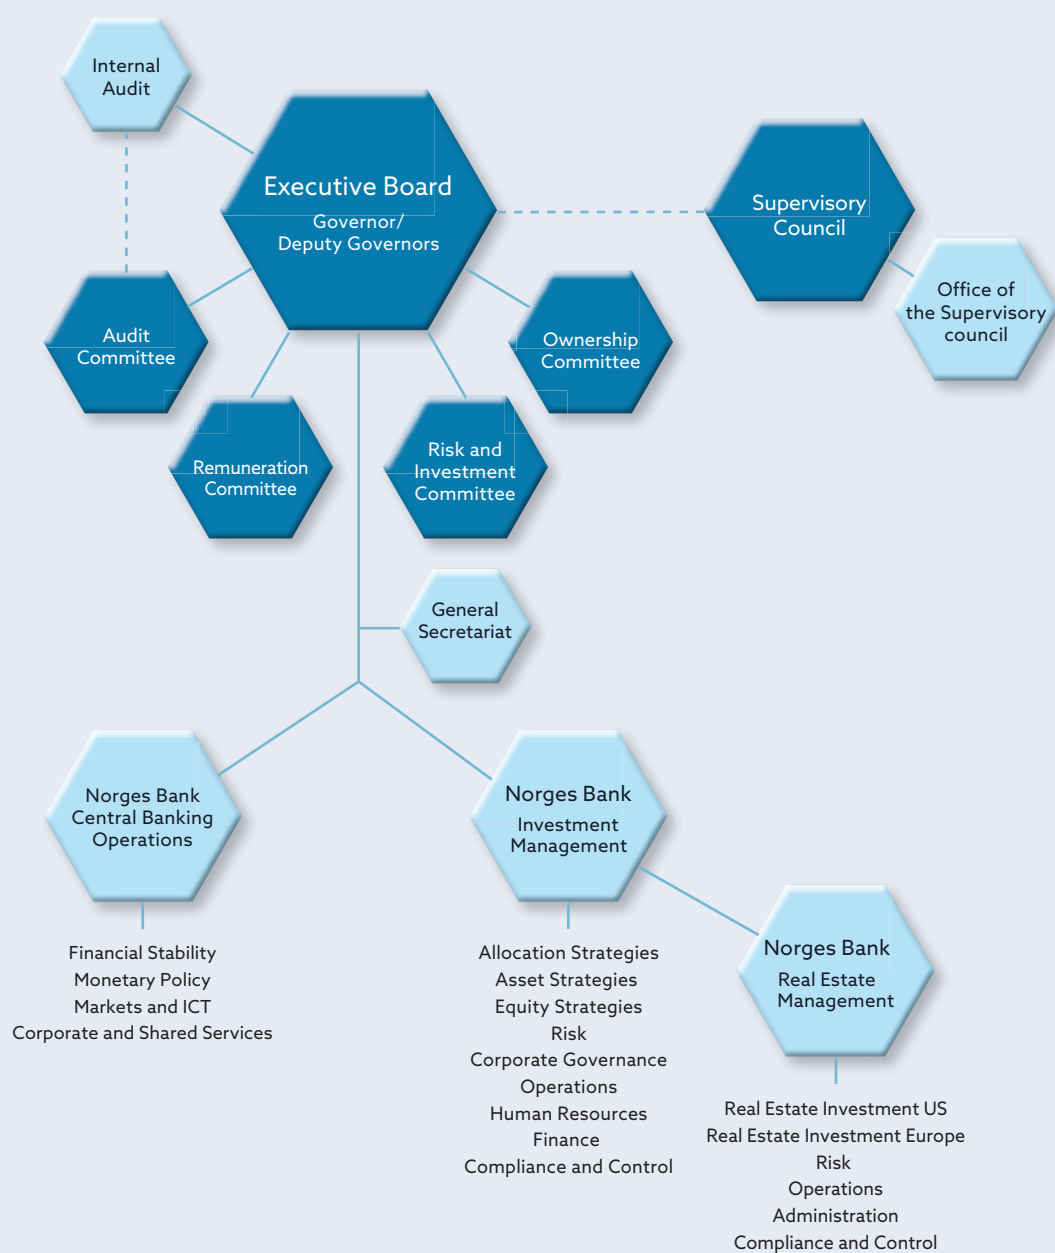 Internal
Audit
Executive Board
Governor/
Deputy Governors
Supervisory
Council
Office of
the Supervisory
council
Audit
Committee
Ownership
Committee
Remuneration
Committee
Risk and
Investment
Committee
General
Secretariat
Norges Bank
Central Banking
Operations
Norges Bank
Investment
Management
Norges Bank
Real Estate
Management
Financial Stability
Monetary Policy
Markets and ICT
Corporate and Shared Services
Allocation Strategies
Asset Strategies
Equity Strategies
Risk
Corporate Governance
Operations
Human Resources
Finance
Compliance and Control
Real Estate Investment US
Real Estate Investment Europe
Risk
Operations
Administration
Compliance and Control